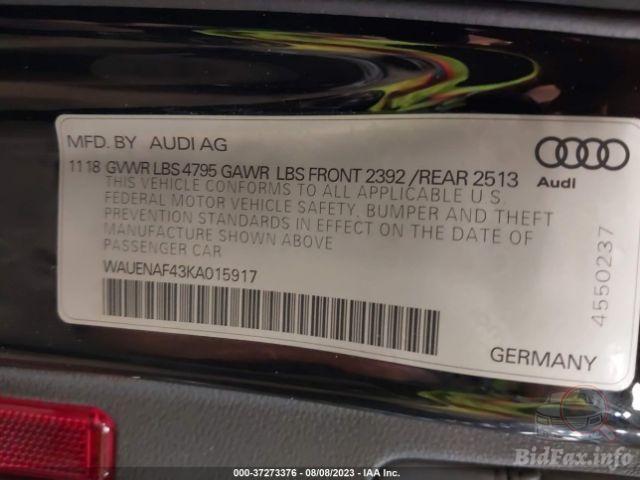 MFD. BY AUDI AG
11 18 GVWR LBS 4795 GAWR LBS FRONT 2392 /REAR 2513
THIS VEHICLE CONFORMS TO ALL APPLICABLE U.S.
FEDERAL MOTOR VEHICLE SAFETY, BUMPER AND THEFT
PREVENTION STANDARDS IN EFFECT ON THE DATE OF
MANUFACTURE SHOWN ABOVE
PASSENGER CAR
WAUENAF43KA015917
Audi
4550237
GERMANY
BidFax.info
000-37273376 - 08/08/2023 - IAA Inc.